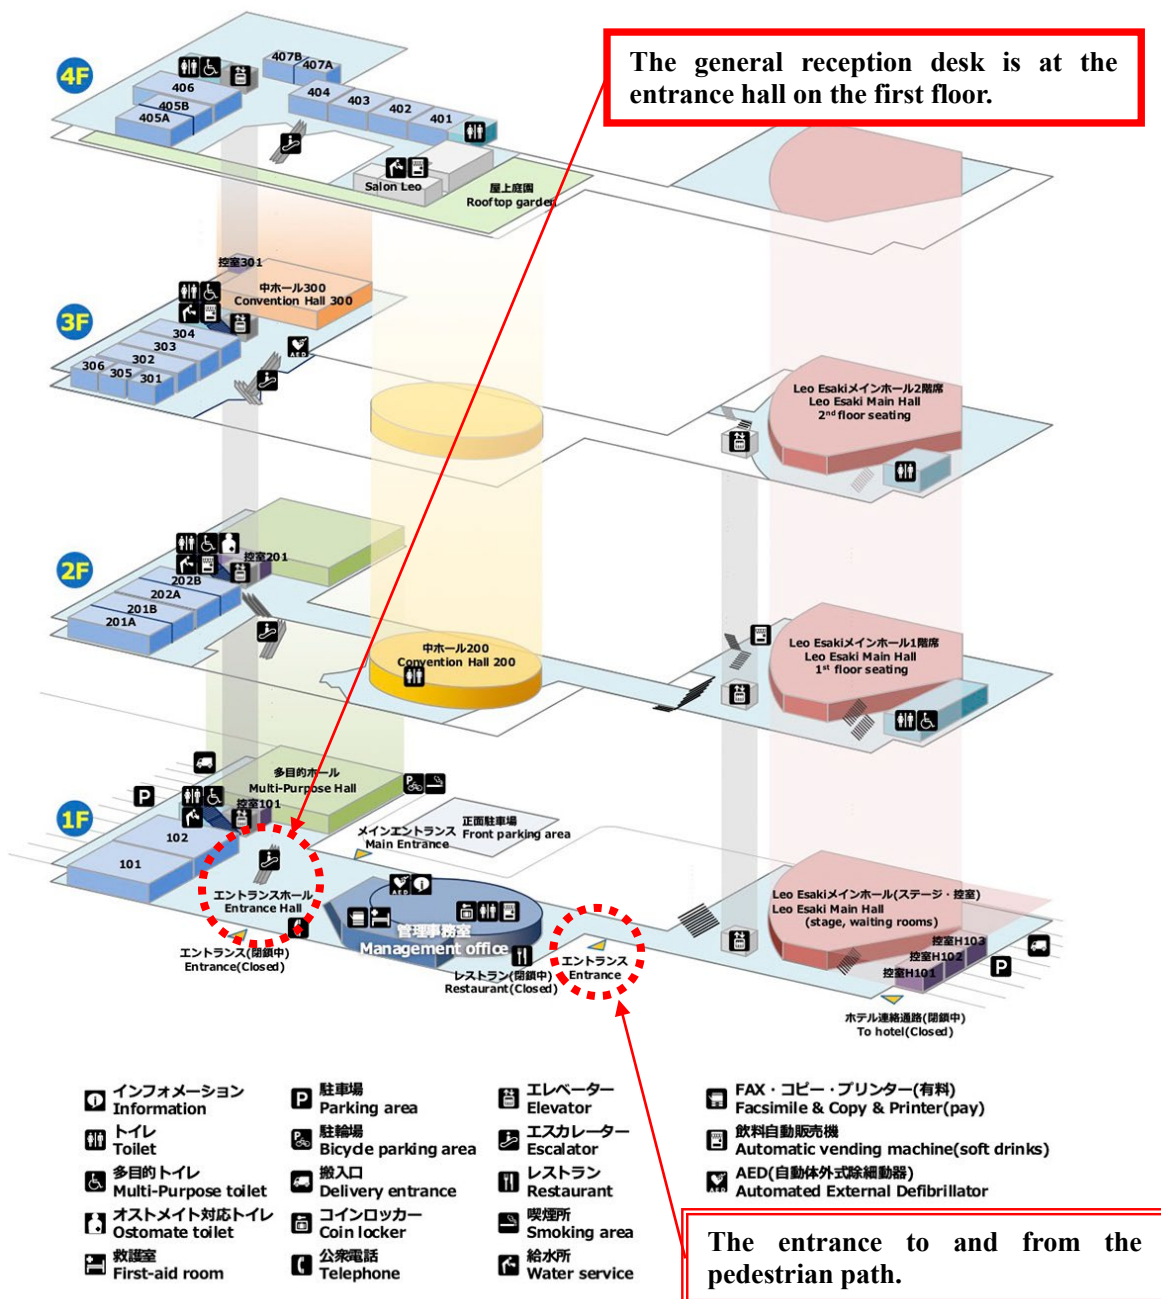 The general reception desk is at the
entrance hall on the first floor.
4F
407B
407A
406
404
403
402
401
405B
405A
Salon Leo
屋上庭園
Rooftop garden
控室301
中ホール300
Convention Hall 300
3F
304
303
302
306
305
301
AED
Leo Esakiメインホール2階席
Leo Esaki Main Hall
2nd floor seating
2F
控室201
202B
202A
201B
201A
中ホール200
Convention Hall 200
Leo Esakiメインホール1階席
Leo Esaki Main Hall
1st floor seating
1F
多目的ホール
Multi-Purpose Hall
控室101
P
P
102
101
メインエントランス
Main Entrance
正面駐車場
Front parking area
エントランスホール
Entrance Hall
エントランス(閉鎖中)
Entrance(Closed)
AED
管理事務室
Management office
レストラン(閉鎖中)
Restaurant(Closed)
エントランス
Entrance
Leo Esakiメインホール(ステージ・控室)
Leo Esaki Main Hall
(stage, waiting rooms)
控室H103
控室H102
控室H101
P
ホテル連絡通路(閉鎖中)
To hotel(Closed)
インフォメーション
Information
トイレ
Toilet
多目的トイレ
Multi-Purpose toilet
オストメイト対応トイレ
Ostomate toilet
救護室
First-aid room
P
駐車場
Parking area
P
駐輪場
Bicycle parking area
搬入口
Delivery entrance
コインロッカー
Coin locker
公衆電話
Telephone
エレベーター
Elevator
エスカレーター
Escalator
レストラン
Restaurant
喫煙所
Smoking area
給水所
Water service
FAX・コピー・プリンター(有料)
Facsimile & Copy & Printer(pay)
飲料自動販売機
Automatic vending machine(soft drinks)
AED
AED(自動体外式除細動器)
Automated External Defibrillator
The entrance to and from the
pedestrian path.